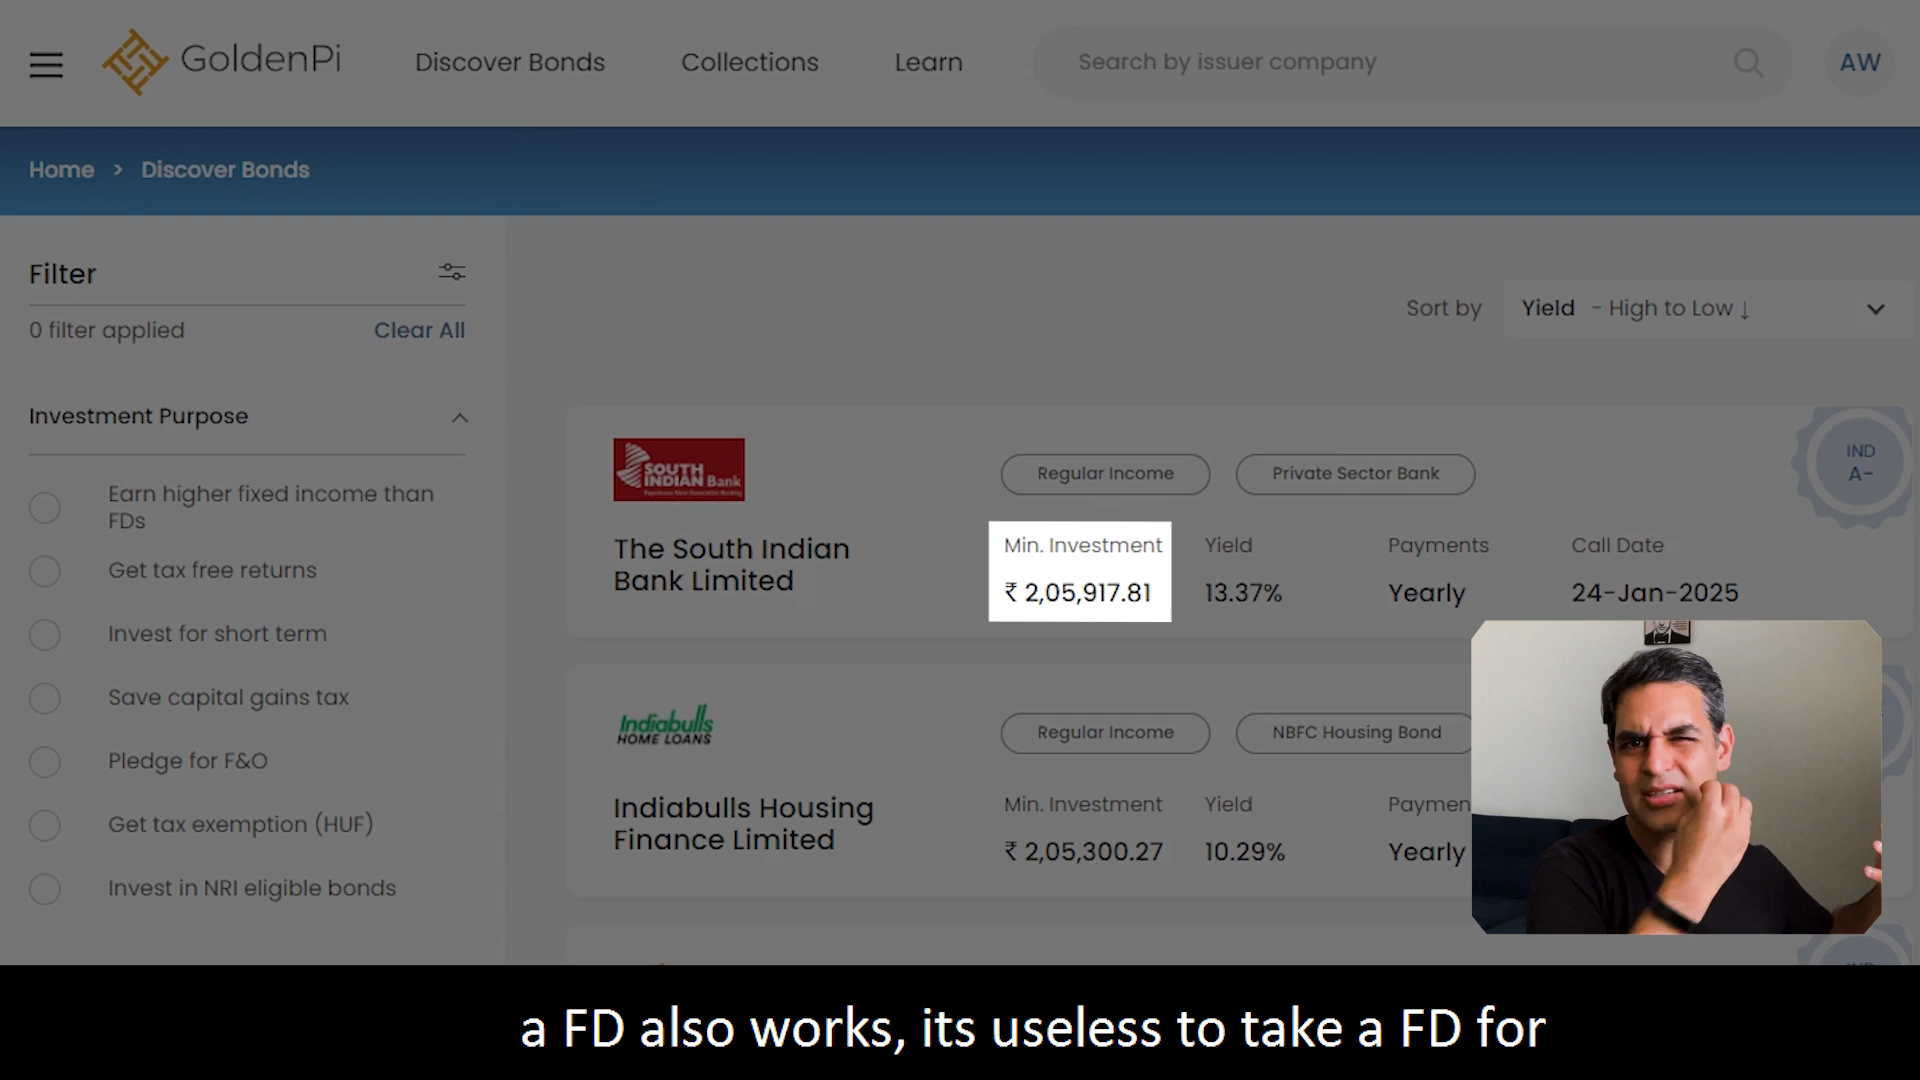 GoldenPi
Discover Bonds
Collections
Learn
Search by issuer company
AW
Home > Discover Bonds
Filter
0 filter applied
Clear All
Sort by
Yield - High to Low ↓
Investment Purpose
Earn higher fixed income than
FDs
Get tax free returns
Invest for short term
Save capital gains tax
Pledge for F&O
Get tax exemption (HUF)
Invest in NRI eligible bonds
SOUTH
INDIAN Bank
The South Indian
Bank Limited
Regular Income
Private Sector Bank
IND
A-
Min. Investment
₹ 2,05,917.81
Yield
13.37%
Payments
Yearly
Call Date
24-Jan-2025
Indiabulls
HOME LOANS
Indiabulls Housing
Finance Limited
Regular Income
NBFC Housing Bond
Min. Investment
₹ 2,05,300.27
Yield
10.29%
Paymen
Yearly
a FD also works, its useless to take a FD for